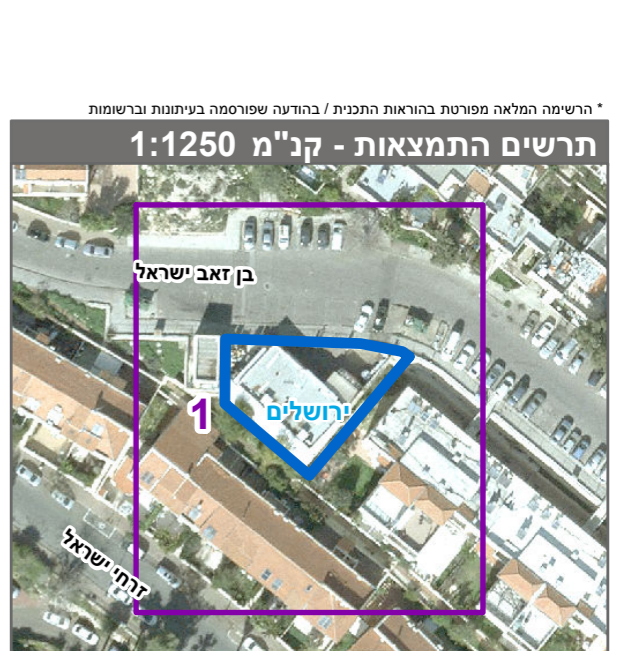 * הרשימה המלאה מפורטת בהוראות התכנית / בהודעה שפורסמה בעיתונות וברשומות
תרשים התמצאות - קנ"מ 1:1250
בן זאב ישראל
ירושלים
1
זרחי ישראל